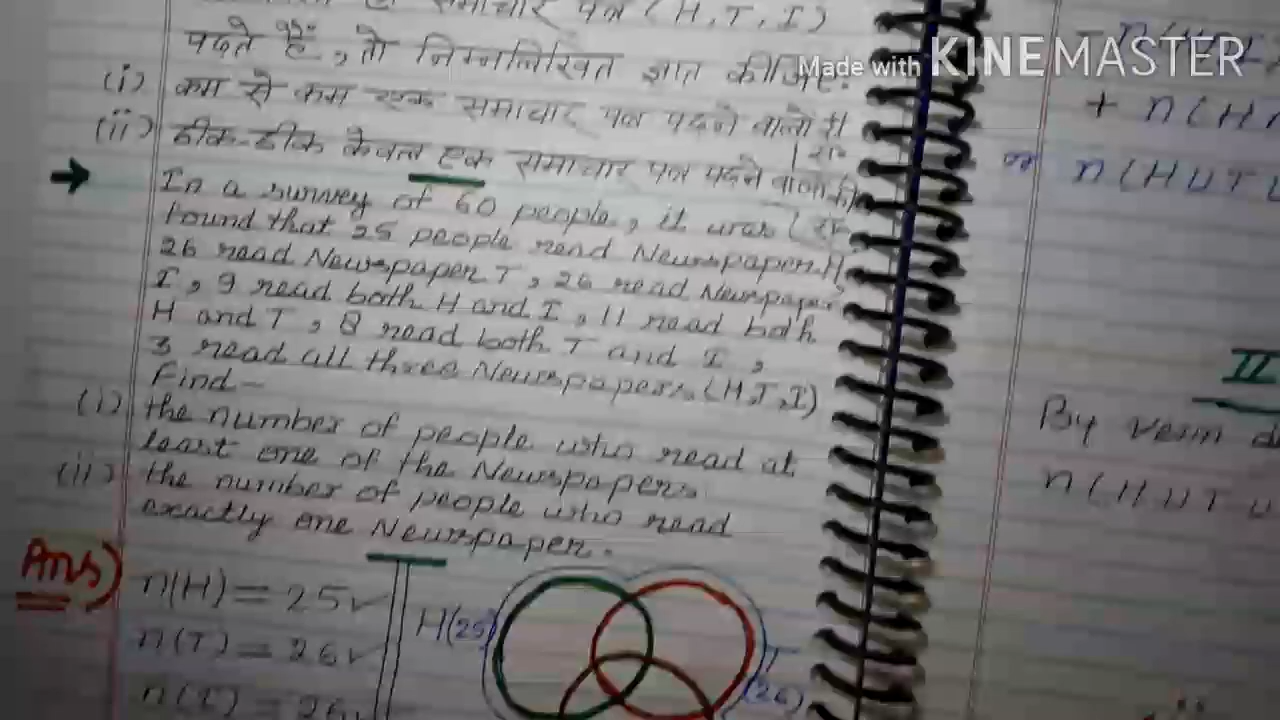 समाचार पत्र (H, T, I)
पढ़ते हैं, तो निम्नलिखित ज्ञात कीजिए:
(i) कम से कम एक समाचार पत्र पढ़ने वालों की
(ii) ठीक-ठीक केवल एक समाचार पत्र पढ़ने वालों की
In a survey of 60 people, it was
found that 25 people read Newspaper H,
26 read Newspaper T, 26 read Newspaper
I, 9 read both H and I, 11 read both
H and T, 8 read both T and I,
3 read all three Newspapers. (H,T,I)
Find—
(i) the number of people who read at
least one of the Newspapers.
(ii) the number of people who read
exactly one Newspaper.
Ans)
n(H) = 25✓
n(T) = 26✓
n(I) = 26✓
H(25)
T
(26)
Made with KINEMASTER
+ n(H
or n(H U T U
II
By venn d
n(H U T U